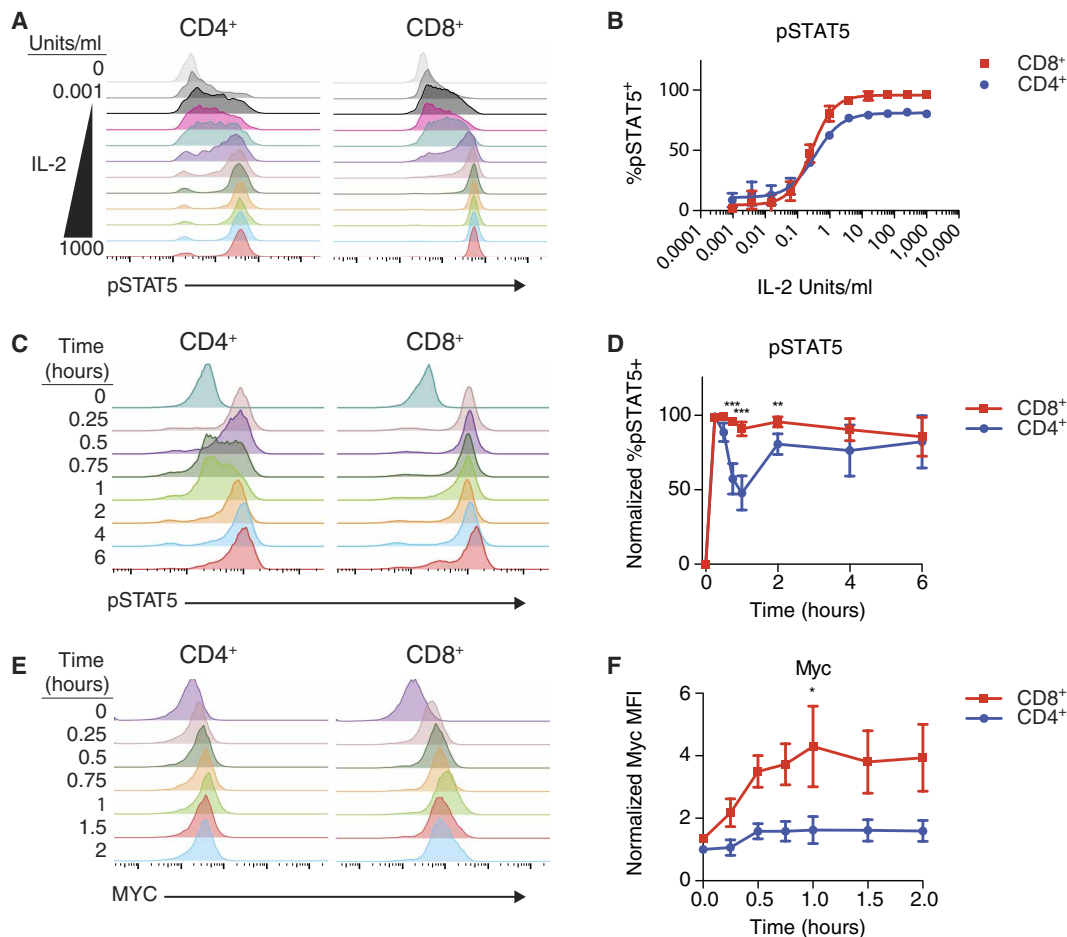 A
CD4⁺
CD8⁺
Units/ml
0
0.001
IL-2
1000
pSTAT5
B
pSTAT5
CD8⁺
CD4⁺
%pSTAT5⁺
100
50
0
0.0001
0.001
0.01
0.1
1
10
100
1,000
10,000
IL-2 Units/ml
C
Time
(hours)
CD4⁺
CD8⁺
0
0.25
0.5
0.75
1
2
4
6
pSTAT5
D
pSTAT5
Normalized %pSTAT5+
100
50
0
***
***
**
CD8⁺
CD4⁺
0
2
4
6
Time (hours)
E
Time
(hours)
CD4⁺
CD8⁺
0
0.25
0.5
0.75
1
1.5
2
MYC
F
Myc
*
Normalized Myc MFI
6
4
2
0
CD8⁺
CD4⁺
0.0
0.5
1.0
1.5
2.0
Time (hours)